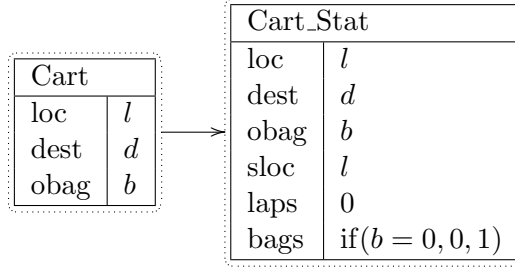 Cart
loc l
dest d
obag b
Cart_Stat
loc l
dest d
obag b
sloc l
laps 0
bags if(b = 0, 0, 1)